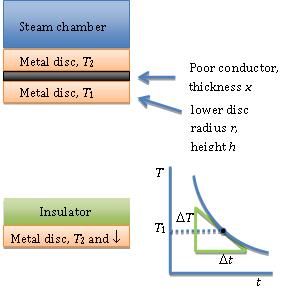 Steam chamber
Metal disc, T2
Metal disc, T1
Poor conductor,
thickness x
lower disc
radius r,
height h
Insulator
Metal disc, T2 and ↓
T
T1
ΔT
Δt
t